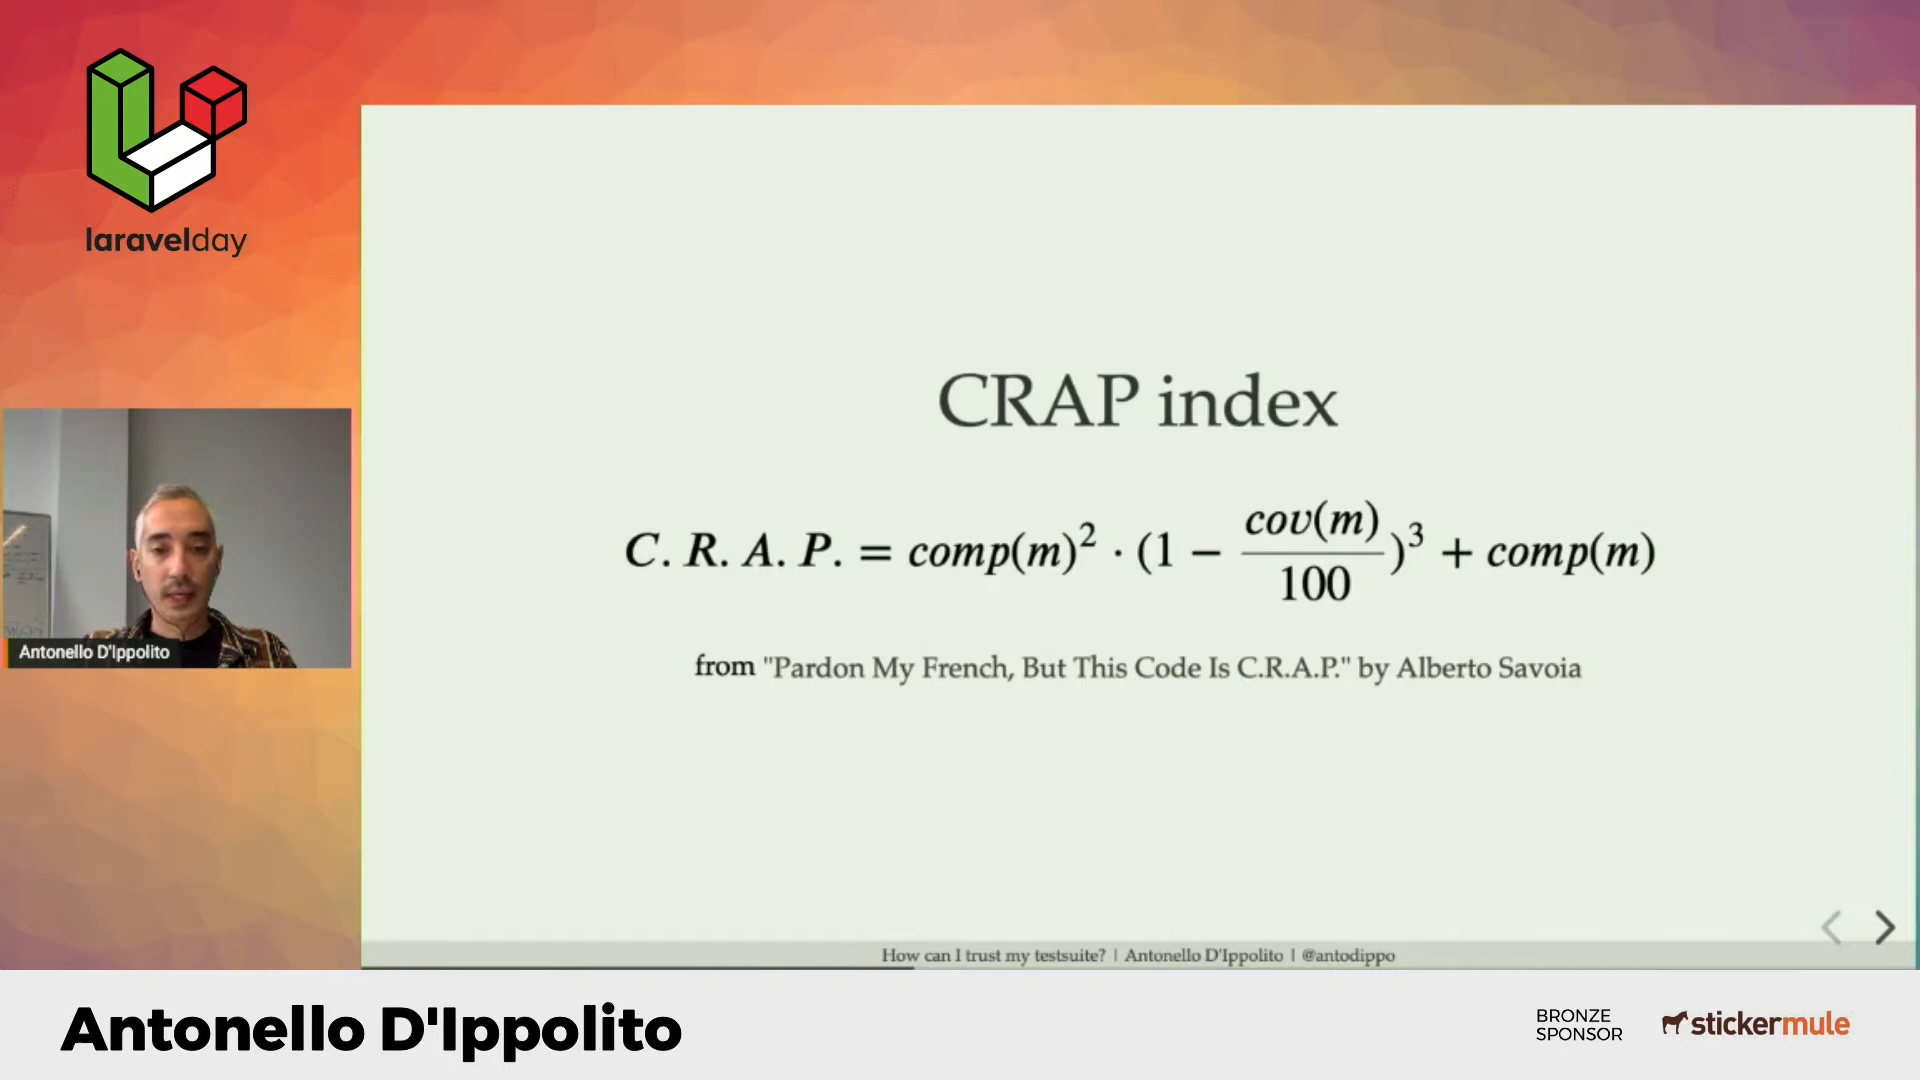 laravelday
CRAP index
C. R. A. P. = comp(m)² · (1 − cov(m)/100)³ + comp(m)
from "Pardon My French, But This Code Is C.R.A.P." by Alberto Savoia
Antonello D'Ippolito
How can I trust my testsuite? | Antonello D'Ippolito | @antodippo
Antonello D'Ippolito
BRONZE
SPONSOR
stickermule